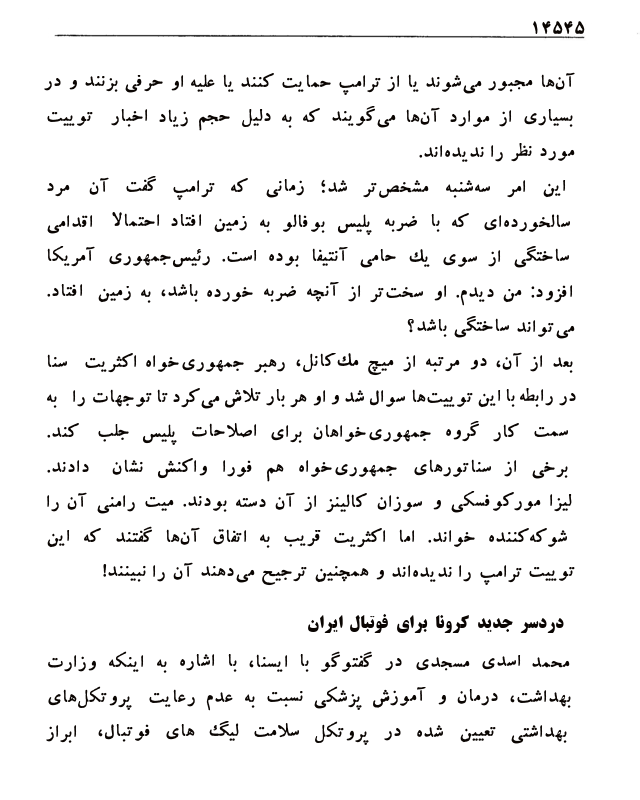 ۱۴۵۴۵
آن‌ها مجبور می‌شوند یا از ترامپ حمایت کنند یا علیه او حرفی بزنند و در
بسیاری از موارد آن‌ها می‌گویند که به دلیل حجم زیاد اخبار توییت
مورد نظر را ندیده‌اند.
این امر سه‌شنبه مشخص‌تر شد؛ زمانی که ترامپ گفت آن مرد
سالخورده‌ای که با ضربه پلیس بوفالو به زمین افتاد احتمالا اقدامی
ساختگی از سوی یك حامی آنتیفا بوده است. رئیس‌جمهوری آمریکا
افزود: من دیدم. او سخت‌تر از آنچه ضربه خورده باشد، به زمین افتاد.
می‌تواند ساختگی باشد؟
بعد از آن، دو مرتبه از میچ مك‌کانل، رهبر جمهوری‌خواه اکثریت سنا
در رابطه با این توییت‌ها سوال شد و او هر بار تلاش می‌کرد تا توجهات را به
سمت کار گروه جمهوری‌خواهان برای اصلاحات پلیس جلب کند.
برخی از سناتورهای جمهوری‌خواه هم فورا واکنش نشان دادند.
لیزا مورکوفسکی و سوزان کالینز از آن دسته بودند. میت رامنی آن را
شوکه‌کننده خواند. اما اکثریت قریب به اتفاق آن‌ها گفتند که این
توییت ترامپ را ندیده‌اند و همچنین ترجیح می‌دهند آن را نبینند!
دردسر جدید کرونا برای فوتبال ایران
محمد اسدی مسجدی در گفتوگو با ایسنا، با اشاره به اینکه وزارت
بهداشت، درمان و آموزش پزشکی نسبت به عدم رعایت پروتکل‌های
بهداشتی تعیین شده در پروتکل سلامت لیگ های فوتبال، ابراز